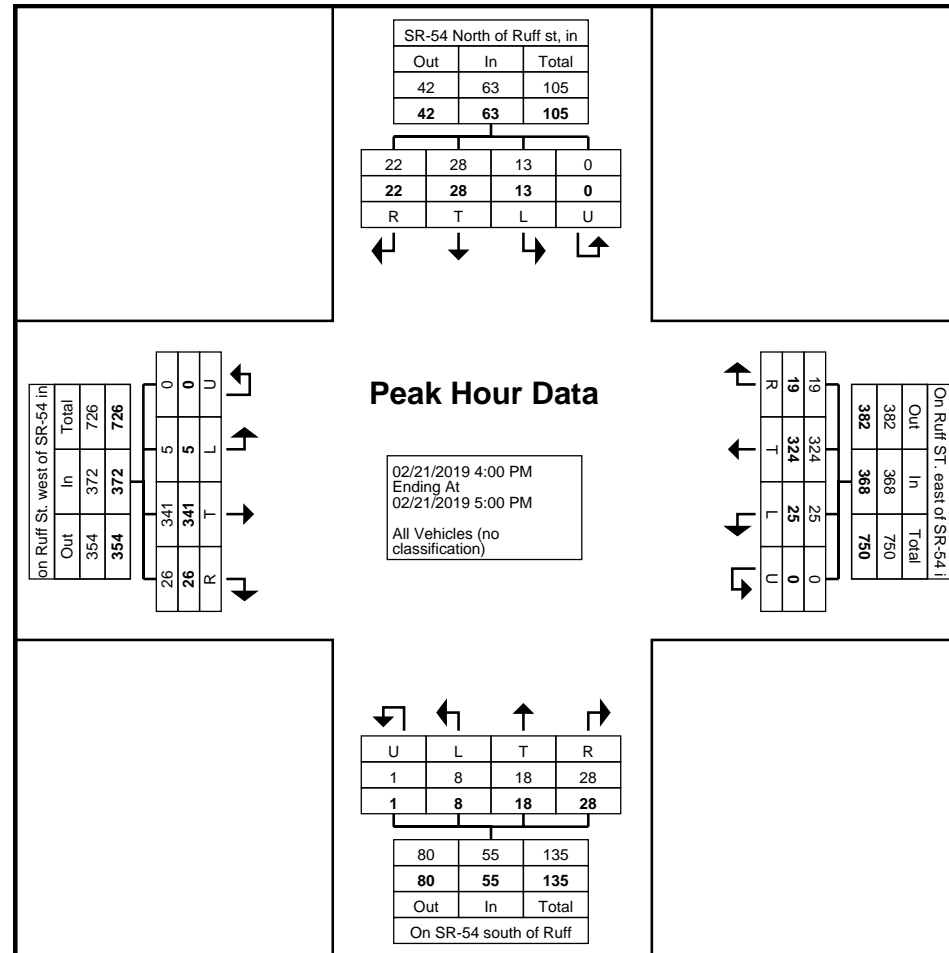 SR-54 North of Ruff st, in
Out In Total
42 63 105
42 63 105
22 28 13 0
22 28 13 0
R T L U
Peak Hour Data
02/21/2019 4:00 PM
Ending At
02/21/2019 5:00 PM
All Vehicles (no
classification)
on Ruff St. west of SR-54 in
Out In Total
354 372 726
354 372 726
26 341 5 0
26 341 5 0
R T L U
On Ruff ST. east of SR-54 i
Out In Total
382 368 750
382 368 750
19 324 25 0
19 324 25 0
R T L U
U L T R
1 8 18 28
1 8 18 28
80 55 135
80 55 135
Out In Total
On SR-54 south of Ruff